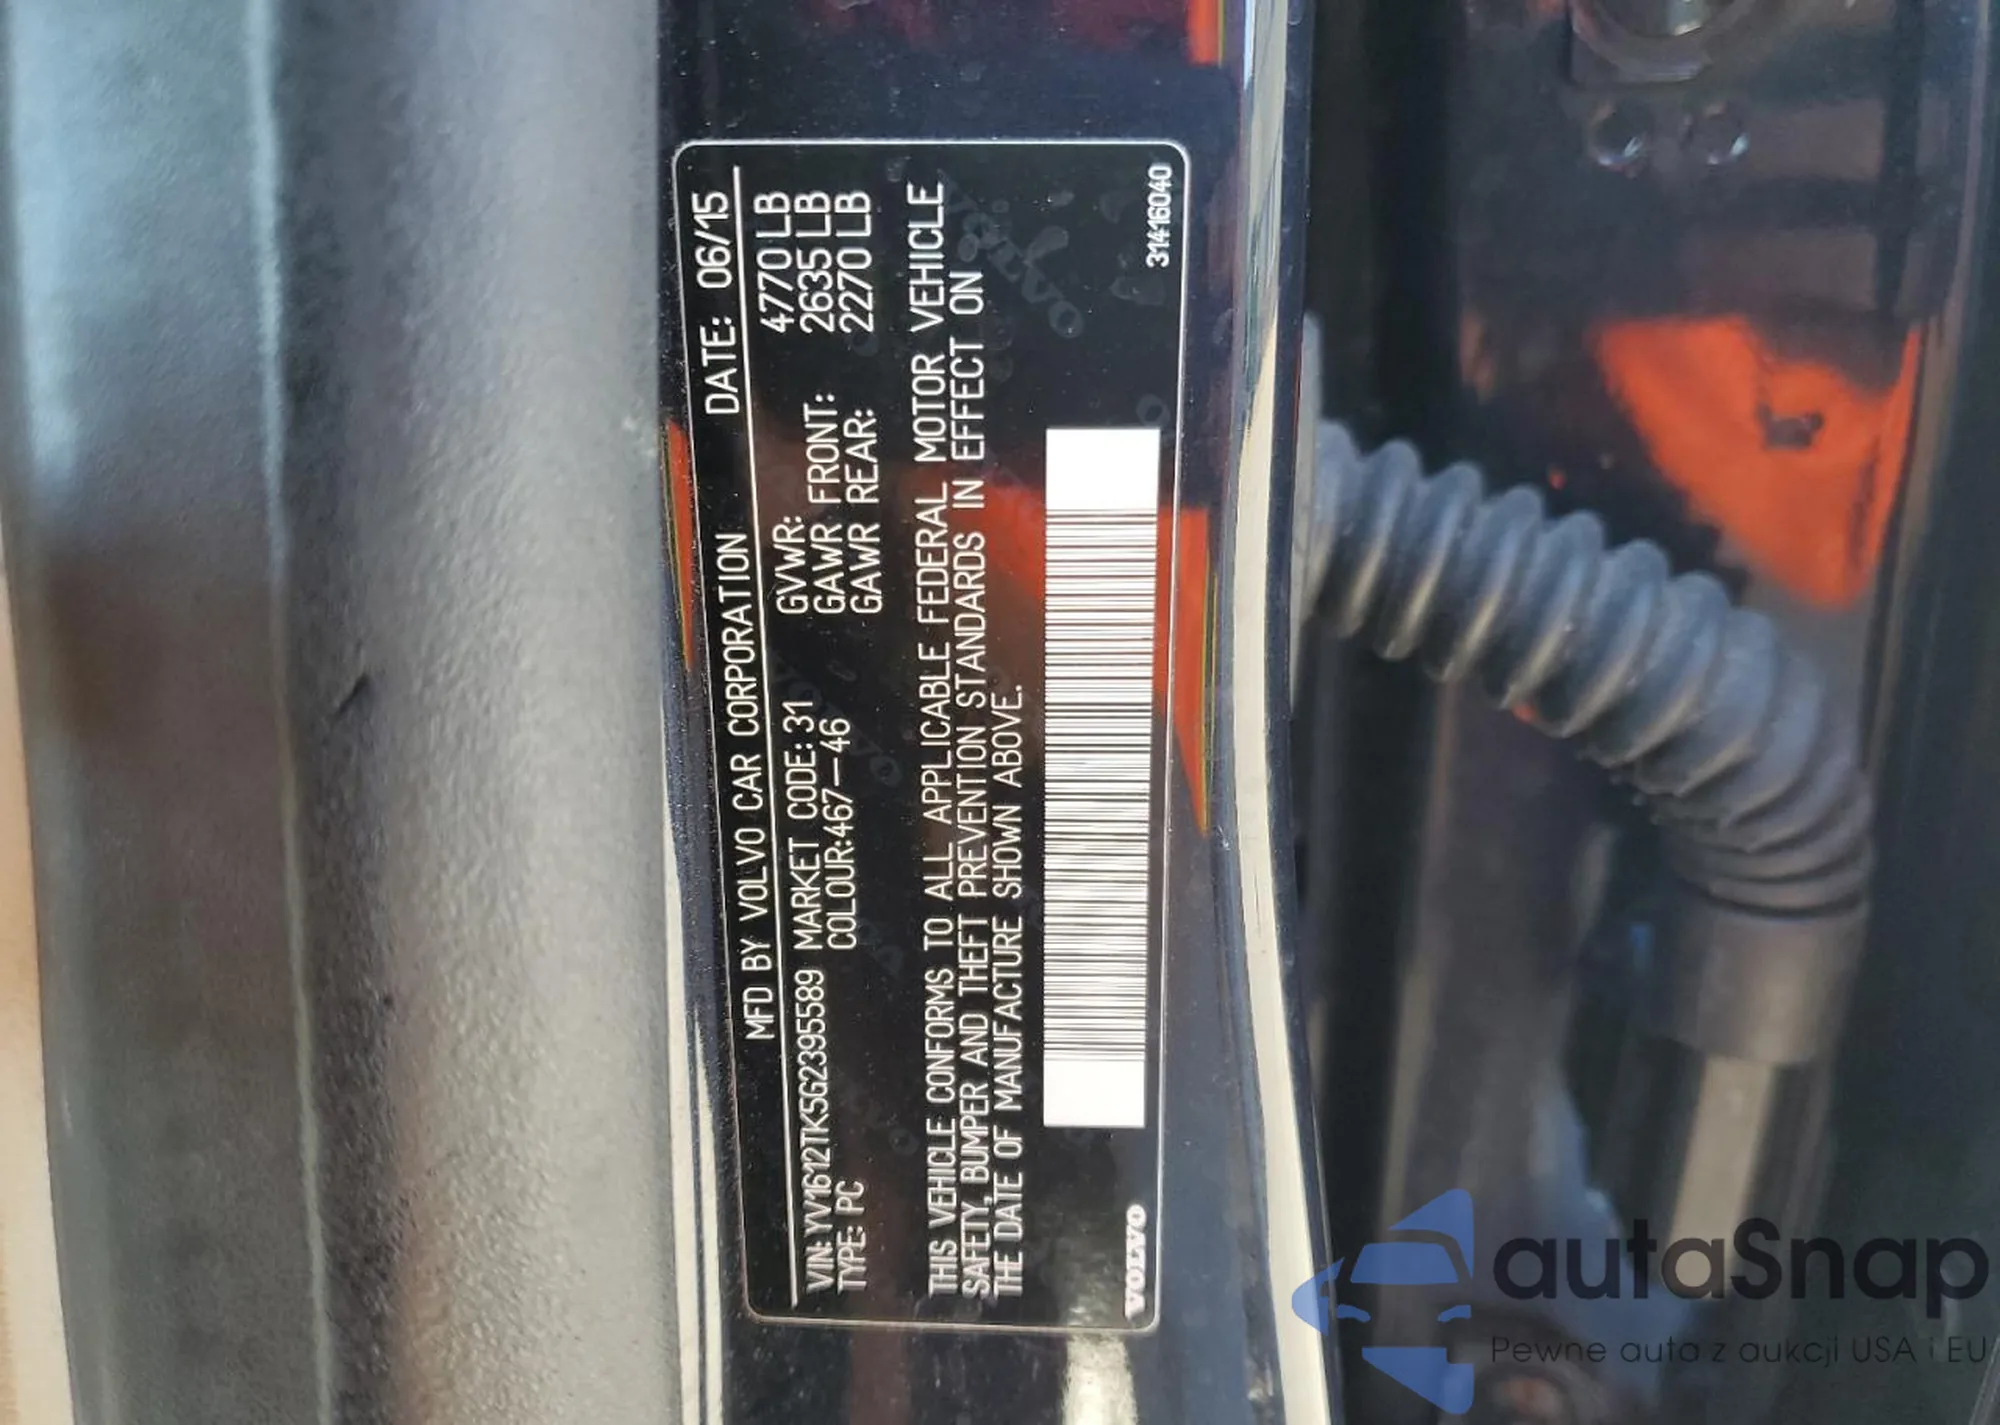 MFD BY VOLVO CAR CORPORATION DATE: 06/15
VIN: YV1612TK5G2395589 MARKET CODE: 31 GVWR: 4770 LB
TYPE: PC COLOUR:467-46 GAWR FRONT: 2635 LB
GAWR REAR: 2270 LB
THIS VEHICLE CONFORMS TO ALL APPLICABLE FEDERAL MOTOR VEHICLE
SAFETY, BUMPER AND THEFT PREVENTION STANDARDS IN EFFECT ON
THE DATE OF MANUFACTURE SHOWN ABOVE.
VOLVO 31416040
autaSnap
Pewne auta z aukcji USA i EU